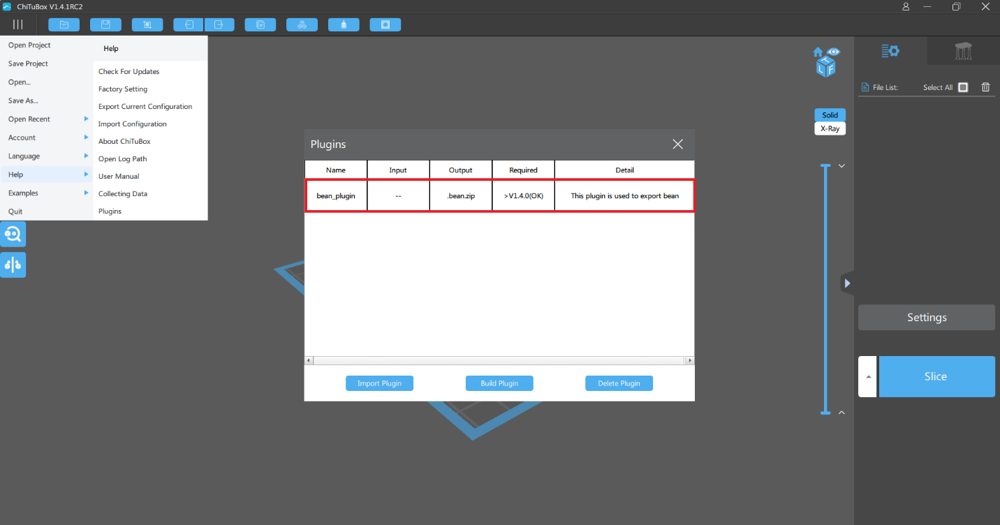 ChiTuBox V1.4.1RC2
Open Project
Save Project
Open...
Save As...
Open Recent
Account
Language
Help
Examples
Quit
Help
Check For Updates
Factory Setting
Export Current Configuration
Import Configuration
About ChiTuBox
Open Log Path
User Manual
Collecting Data
Plugins
Plugins
Name Input Output Required Detail
bean_plugin -- .bean.zip >V1.4.0(OK) This plugin is used to export bean
Import Plugin Build Plugin Delete Plugin
T
L F
Solid
X-Ray
File List: Select All
Settings
Slice